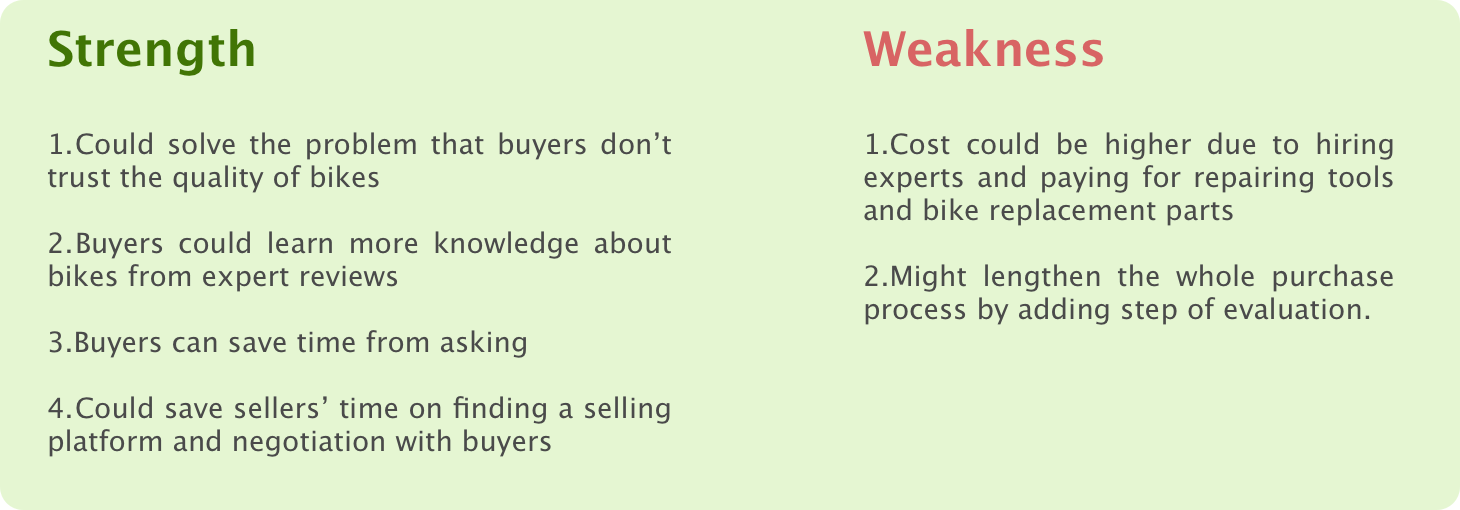 Strength
1.Could solve the problem that buyers don’t
trust the quality of bikes
2.Buyers could learn more knowledge about
bikes from expert reviews
3.Buyers can save time from asking
4.Could save sellers’ time on finding a selling
platform and negotiation with buyers
Weakness
1.Cost could be higher due to hiring
experts and paying for repairing tools
and bike replacement parts
2.Might lengthen the whole purchase
process by adding step of evaluation.